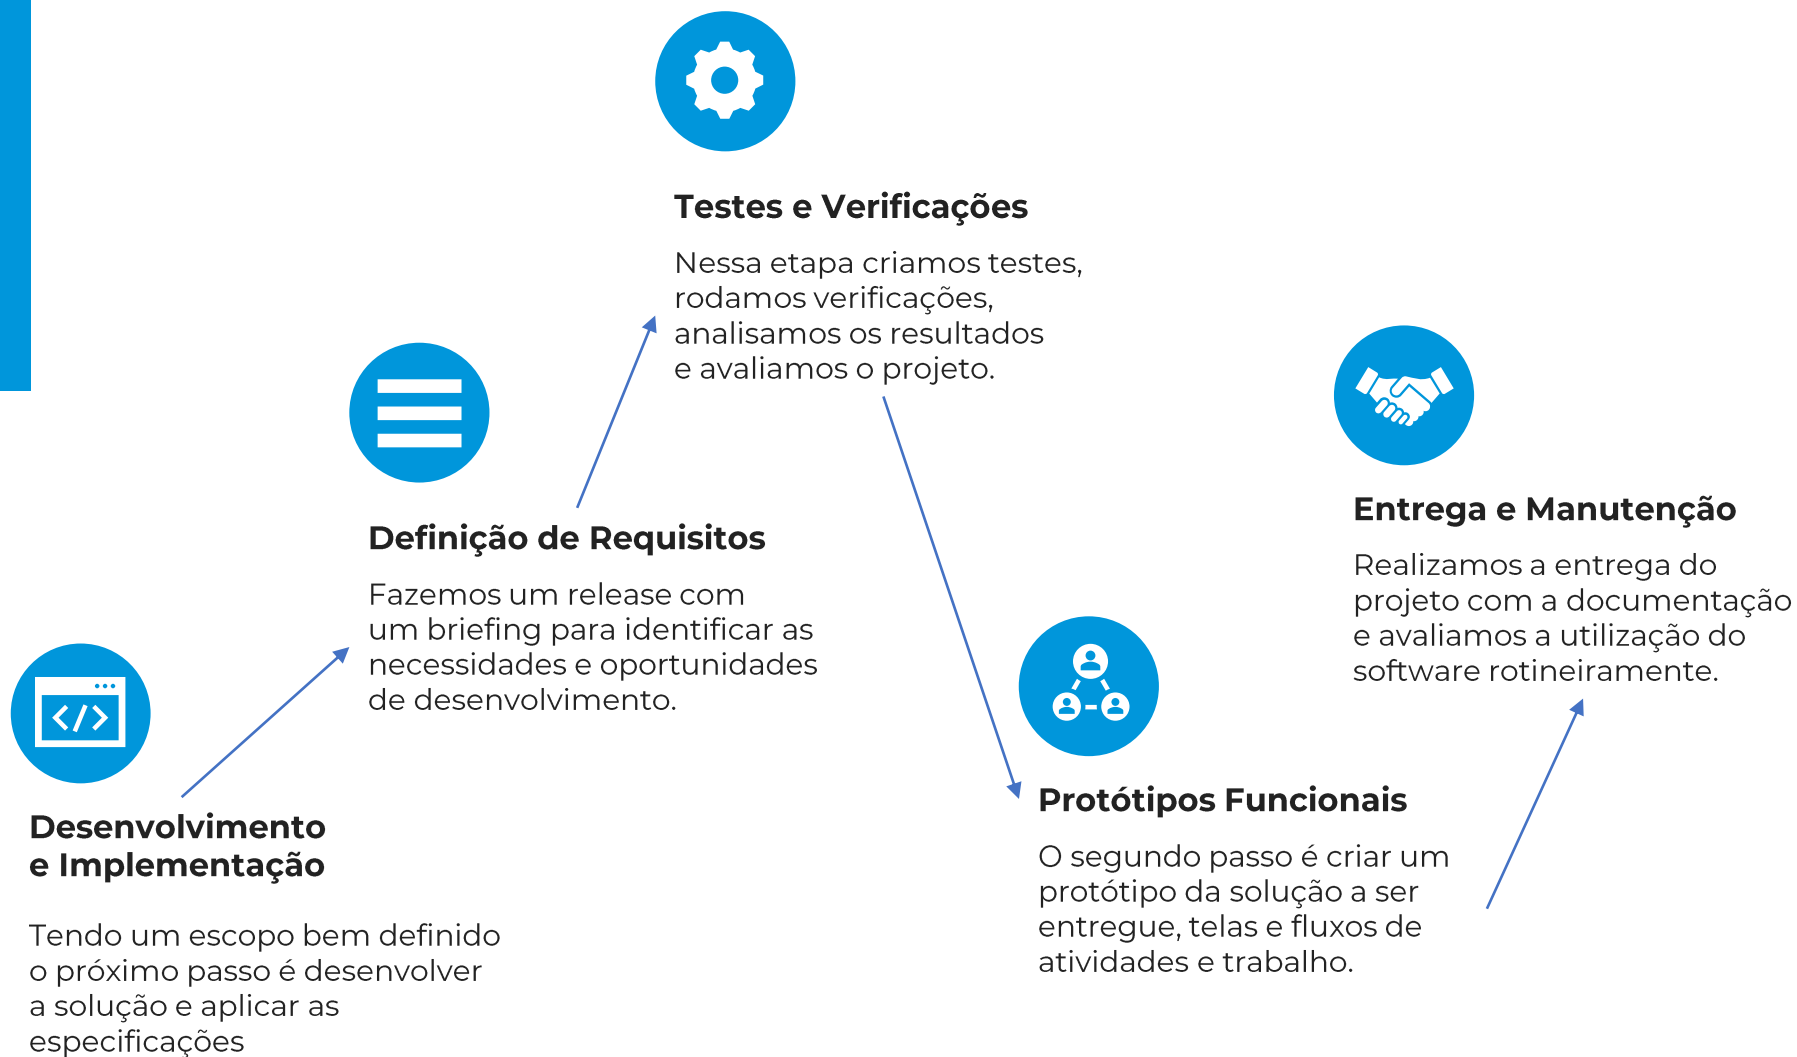 Testes e Verificações
Nessa etapa criamos testes,
rodamos verificações,
analisamos os resultados
e avaliamos o projeto.
Definição de Requisitos
Fazemos um release com
um briefing para identificar as
necessidades e oportunidades
de desenvolvimento.
Desenvolvimento
e Implementação
Tendo um escopo bem definido
o próximo passo é desenvolver
a solução e aplicar as
especificações
Protótipos Funcionais
O segundo passo é criar um
protótipo da solução a ser
entregue, telas e fluxos de
atividades e trabalho.
Entrega e Manutenção
Realizamos a entrega do
projeto com a documentação
e avaliamos a utilização do
software rotineiramente.